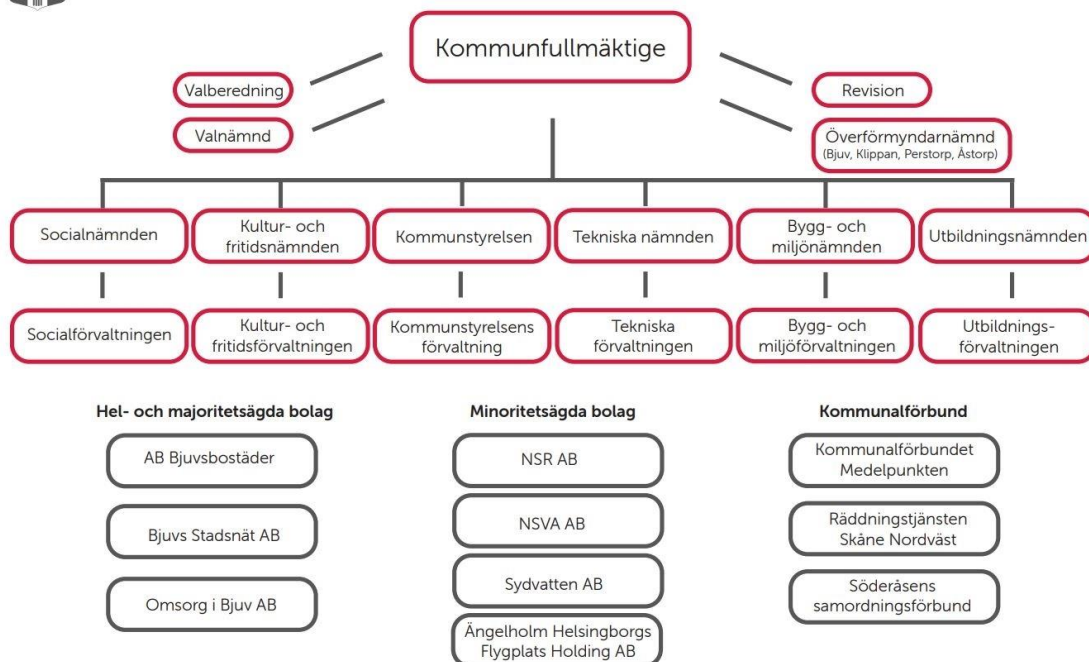 Kommunfullmäktige
Valberedning
Valnämnd
Revision
Överförmyndarnämnd
(Bjuv, Klippan, Perstorp, Åstorp)
Socialnämnden
Kultur- och
fritidsnämnden
Kommunstyrelsen
Tekniska nämnden
Bygg- och
miljönämnden
Utbildningsnämnden
Socialförvaltningen
Kultur- och
fritidsförvaltningen
Kommunstyrelsens
förvaltning
Tekniska
förvaltningen
Bygg- och
miljöförvaltningen
Utbildnings-
förvaltningen
Hel- och majoritetsägda bolag
AB Bjuvsbostäder
Bjuvs Stadsnät AB
Omsorg i Bjuv AB
Minoritetsägda bolag
NSR AB
NSVA AB
Sydvatten AB
Ängelholm Helsingborgs
Flygplats Holding AB
Kommunalförbund
Kommunalförbundet
Medelpunkten
Räddningstjänsten
Skåne Nordväst
Söderåsens
samordningsförbund